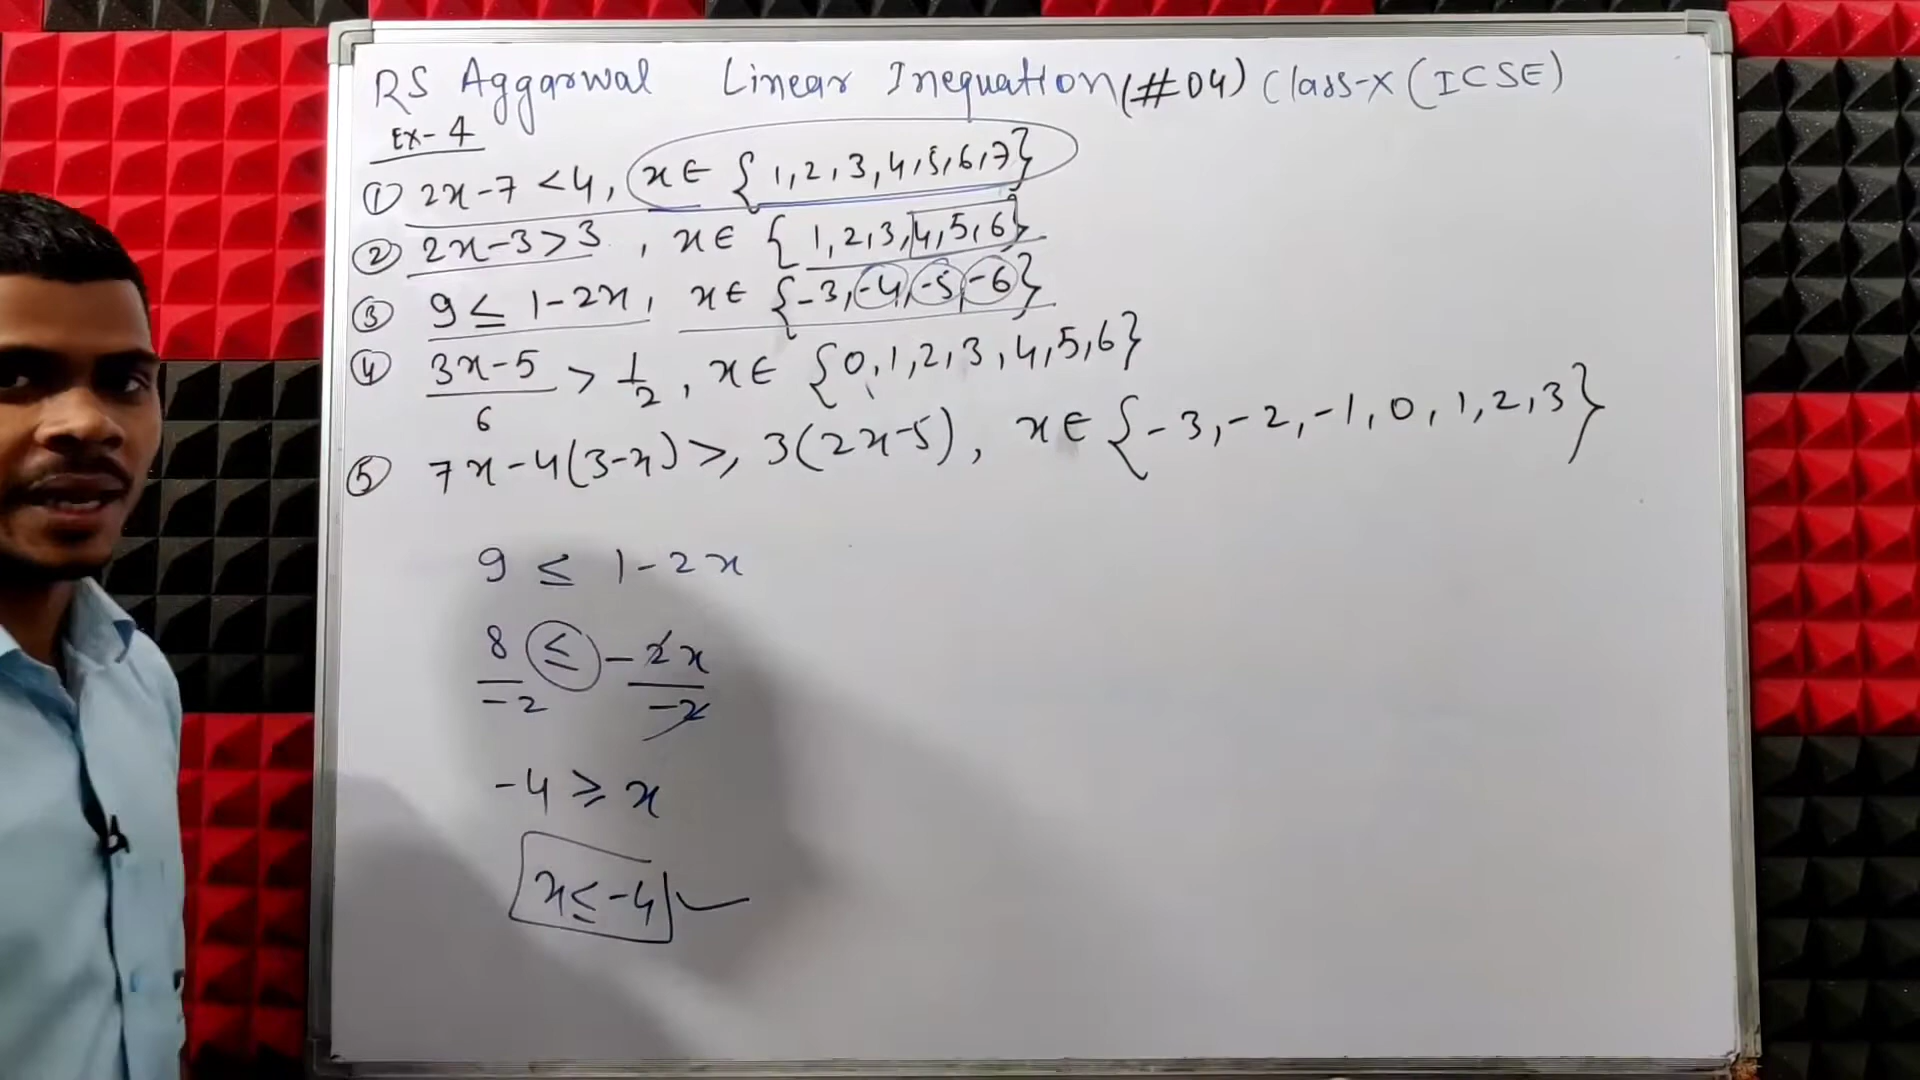 RS Aggarwal Linear Inequation (#04) Class-X (ICSE)
Ex-4
① 2x-7 < 4, x ∈ {1,2,3,4,5,6,7}
② 2x-3 > 3, x ∈ {1,2,3,4,5,6}
③ 9 ≤ 1-2x, x ∈ {-3,-4,-5,-6}
④ (3x-5)/6 > 1/2, x ∈ {0,1,2,3,4,5,6}
⑤ 7x-4(3-x) ≥ 3(2x-5), x ∈ {-3,-2,-1,0,1,2,3}
9 ≤ 1-2x
8/-2 ≤ -2x/-2
-4 ≥ x
x ≤ -4